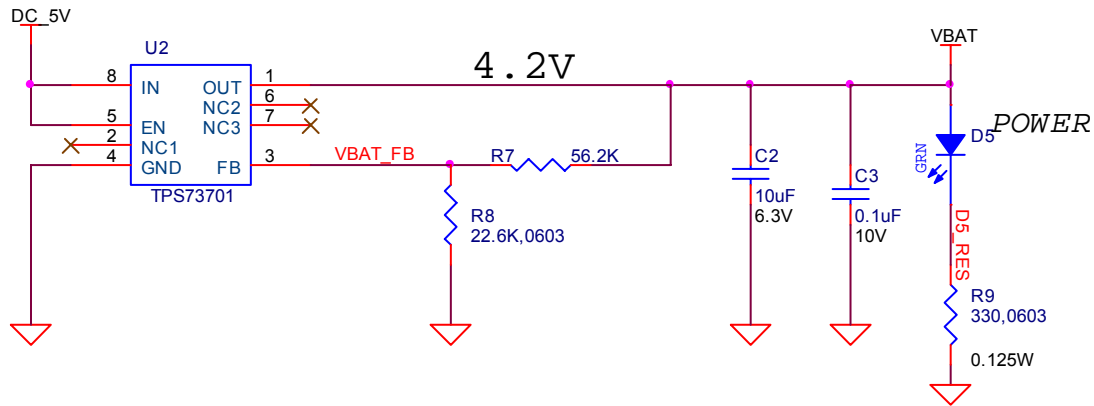 DC_5V
U2
8
IN
OUT
1
NC2
6
NC3
7
5
EN
2
NC1
4
GND
FB
3
TPS73701
4.2V
VBAT
VBAT_FB
R7
56.2K
R8
22.6K,0603
C2
10uF
6.3V
C3
0.1uF
10V
POWER
D5
GRN
D5_RES
R9
330,0603
0.125W